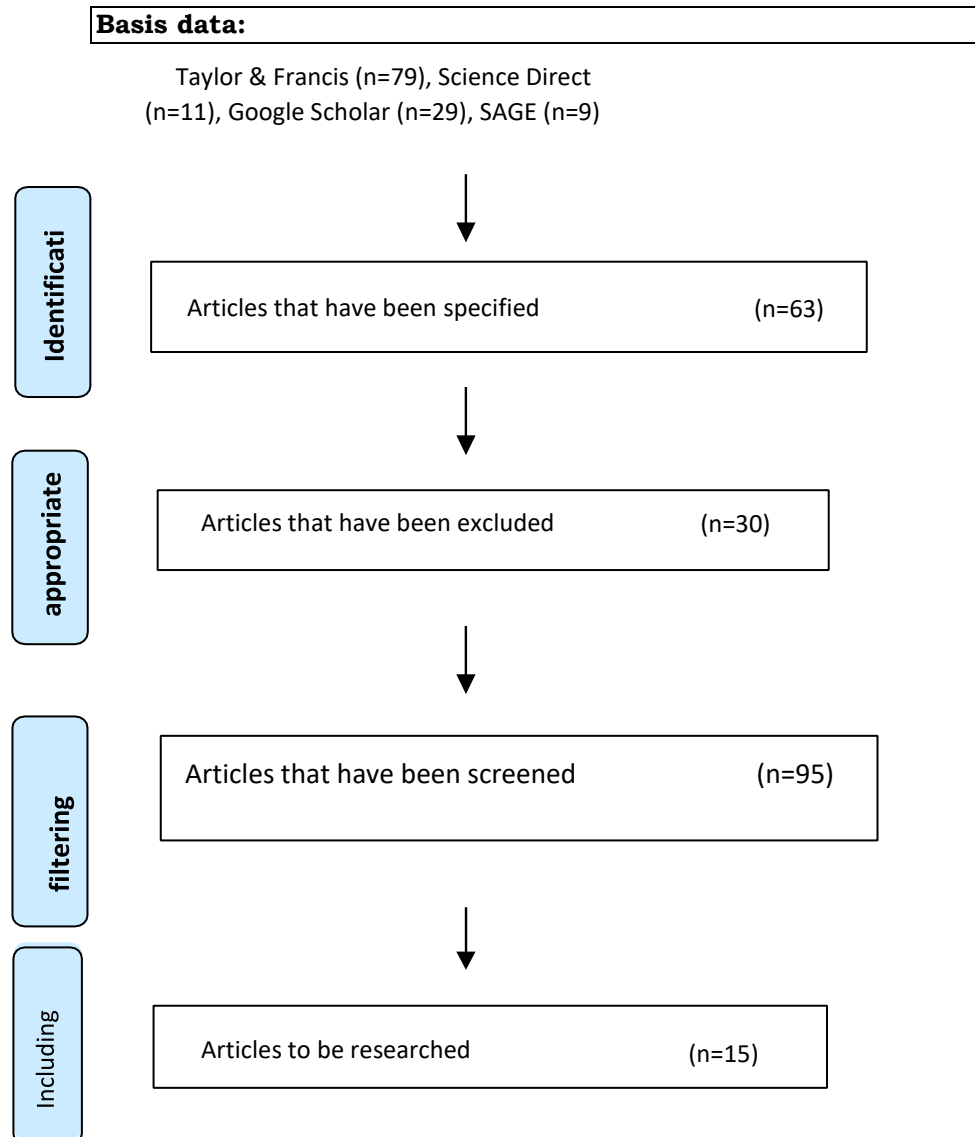 Basis data:
Taylor & Francis (n=79), Science Direct
(n=11), Google Scholar (n=29), SAGE (n=9)
Identificati
Articles that have been specified (n=63)
appropriate
Articles that have been excluded (n=30)
filtering
Articles that have been screened (n=95)
Including
Articles to be researched (n=15)